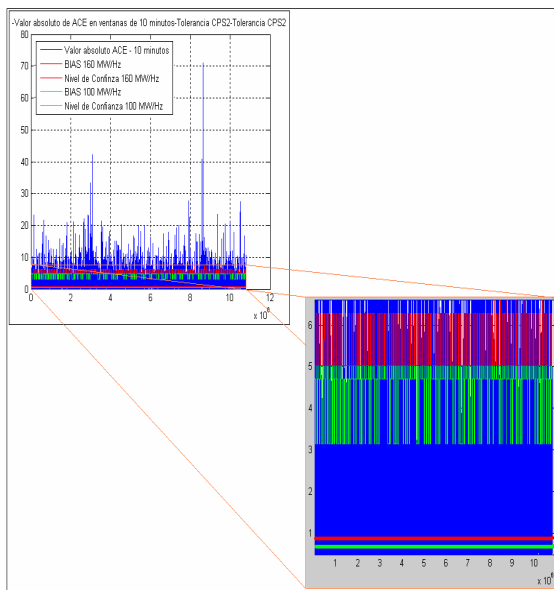 -Valor absoluto de ACE en ventanas de 10 minutos-Tolerancia CPS2-Tolerancia CPS2
80
70
60
50
40
30
20
10
0
Valor absoluto ACE - 10 minutos
BIAS 160 MW/Hz
Nivel de Confinza 160 MW/Hz
BIAS 100 MW/Hz
Nivel de Confianza 100 MW/Hz
0 2 4 6 8 10 12
x 10^6
6
5
4
3
2
1
1 2 3 4 5 6 7 8 9 10
x 10^6